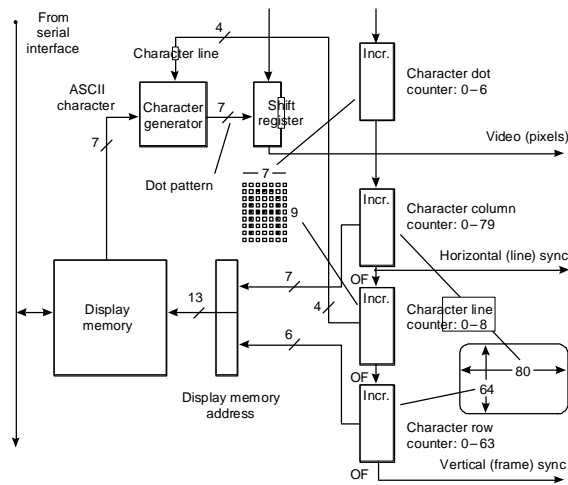 From
serial
interface
4
Character line
Incr.
Character dot
counter: 0–6
ASCII
character
Character
generator
7
Shift
register
7
Dot pattern
Video (pixels)
7
9
Incr.
Character column
counter: 0–79
Horizontal (line) sync
OF
7
4
Incr.
Character line
counter: 0–8
Display
memory
13
6
OF
80
64
Display memory
address
Incr.
Character row
counter: 0–63
OF
Vertical (frame) sync